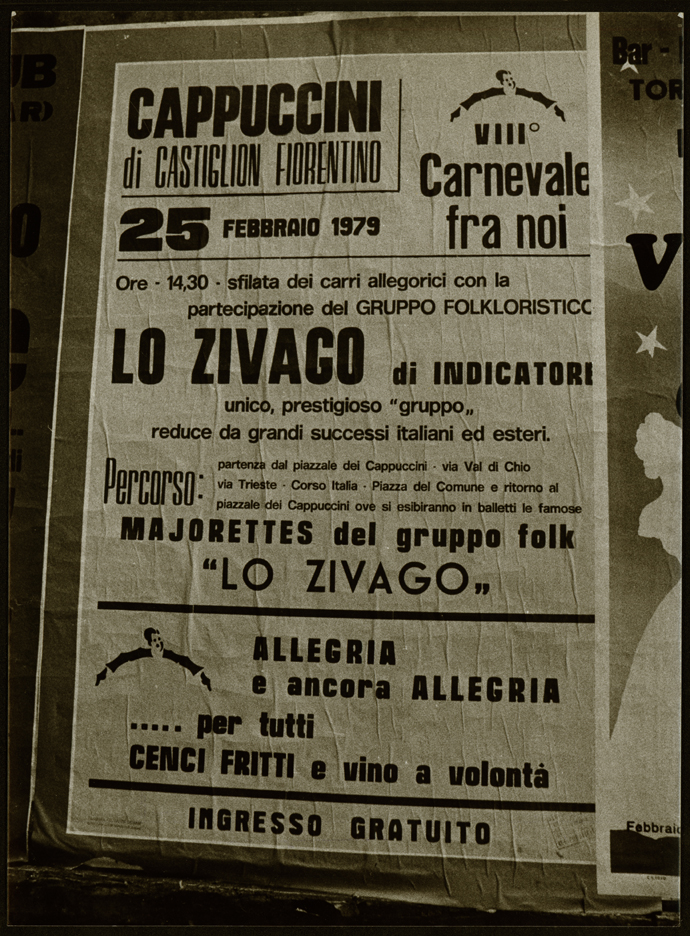 CAPPUCCINI
di CASTIGLION FIORENTINO
25 FEBBRAIO 1979
VIII°
Carnevale
fra noi
Ore - 14,30 - sfilata dei carri allegorici con la
partecipazione del GRUPPO FOLKLORISTICO
LO ZIVAGO di INDICATORE
unico, prestigioso “gruppo„
reduce da grandi successi italiani ed esteri.
Percorso: partenza dal piazzale dei Cappuccini - via Val di Chio
via Trieste - Corso Italia - Piazza del Comune e ritorno al
piazzale dei Cappuccini ove si esibiranno in balletti le famose
MAJORETTES del gruppo folk
“LO ZIVAGO„
ALLEGRIA
e ancora ALLEGRIA
..... per tutti
CENCI FRITTI e vino a volontà
INGRESSO GRATUITO
UB
AR)
O
e
di
Bar -
TOR
V
Febbraio